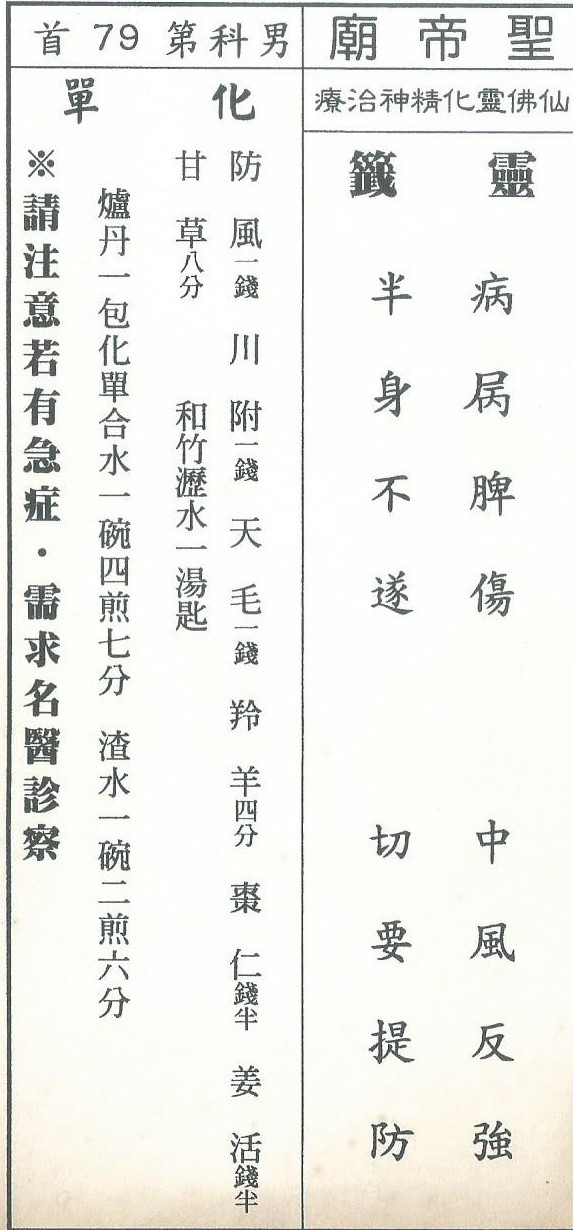 聖帝廟
仙佛靈化精神治療
靈籤
病屙脾傷 中風反強
半身不遂 切要提防
男科第79首
化單
防風一錢 川附一錢 天毛一錢 羚羊四分 棗仁錢半 姜活錢半
甘草八分 和竹瀝水一湯匙
爐丹一包化單合水一碗四煎七分 渣水一碗二煎六分
※請注意若有急症・需求名醫診察